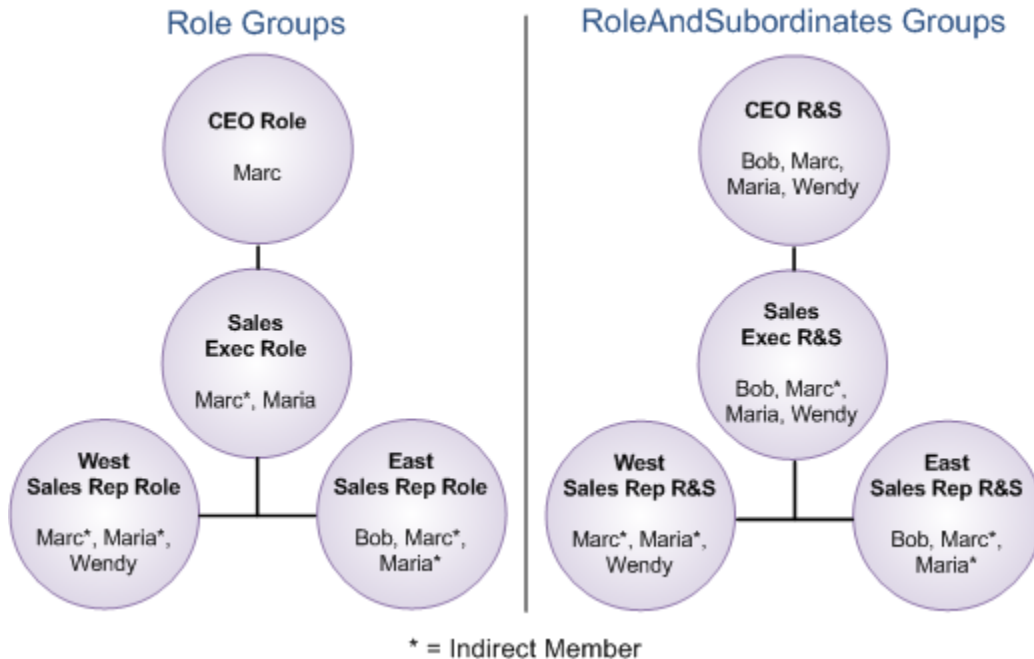 Role Groups
CEO Role
Marc
Sales
Exec Role
Marc*, Maria
West
Sales Rep Role
Marc*, Maria*,
Wendy
East
Sales Rep Role
Bob, Marc*,
Maria*
RoleAndSubordinates Groups
CEO R&S
Bob, Marc,
Maria, Wendy
Sales
Exec R&S
Bob, Marc*,
Maria, Wendy
West
Sales Rep R&S
Marc*, Maria*,
Wendy
East
Sales Rep R&S
Bob, Marc*,
Maria*
* = Indirect Member